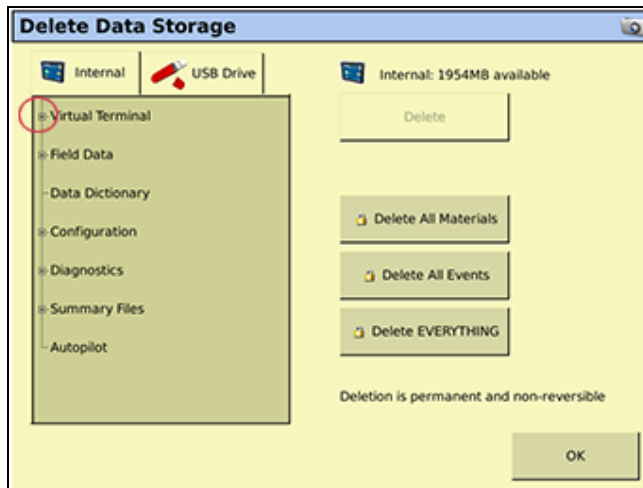 Delete Data Storage
Internal
USB Drive
Internal: 1954MB available
Virtual Terminal
Field Data
Data Dictionary
Configuration
Diagnostics
Summary Files
Autopilot
Delete
Delete All Materials
Delete All Events
Delete EVERYTHING
Deletion is permanent and non-reversible
OK